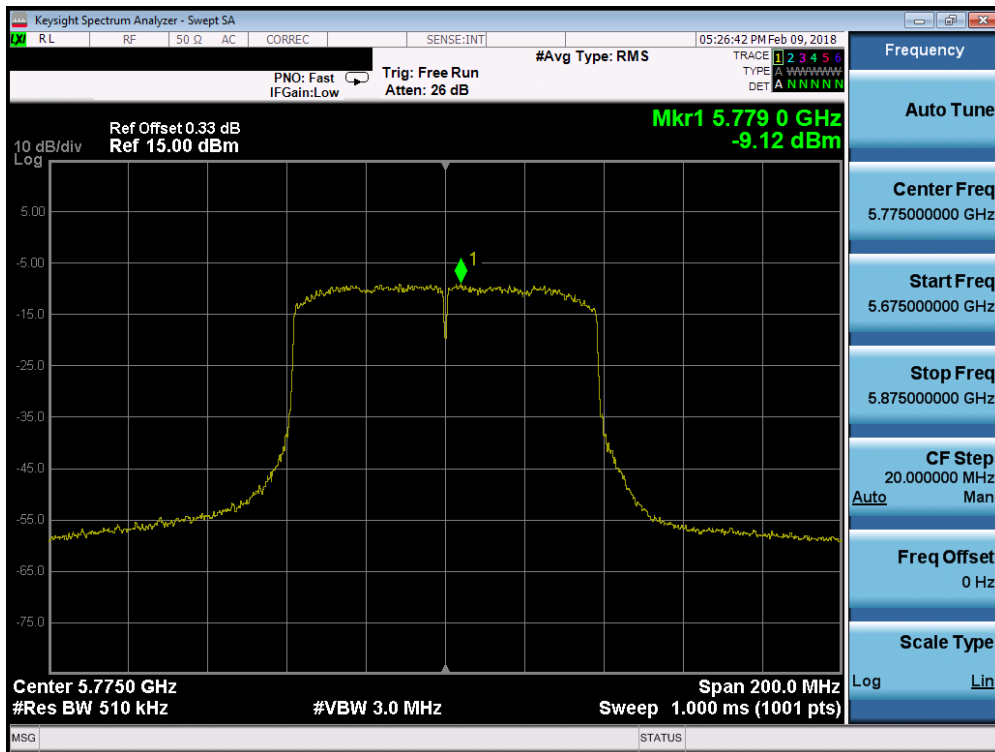 Keysight Spectrum Analyzer - Swept SA
LXI RL RF 50 Ω AC CORREC SENSE:INT 05:26:42 PM Feb 09, 2018
#Avg Type: RMS TRACE 1 2 3 4 5 6
PNO: Fast Trig: Free Run TYPE A WWWWW
IFGain:Low Atten: 26 dB DET A N N N N N
Mkr1 5.779 0 GHz
-9.12 dBm
Ref Offset 0.33 dB
10 dB/div Ref 15.00 dBm
Log
5.00
-5.00
1
-15.0
-25.0
-35.0
-45.0
-55.0
-65.0
-75.0
Center 5.7750 GHz Span 200.0 MHz
#Res BW 510 kHz #VBW 3.0 MHz Sweep 1.000 ms (1001 pts)
MSG STATUS
Frequency
Auto Tune
Center Freq
5.775000000 GHz
Start Freq
5.675000000 GHz
Stop Freq
5.875000000 GHz
CF Step
20.000000 MHz
Auto Man
Freq Offset
0 Hz
Scale Type
Log Lin